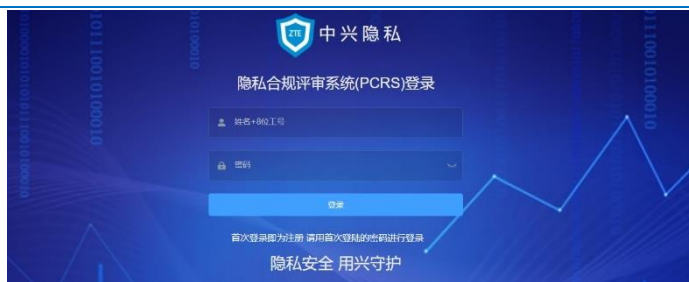 ZTE 中兴隐私
隐私合规评审系统(PCRS)登录
姓名+8位工号
密码
登录
首次登录即为注册 请用首次登陆的密码进行登录
隐私安全 用兴守护